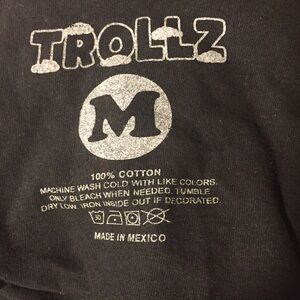 TROLLZ
M
100% COTTON
MACHINE WASH COLD WITH LIKE COLORS.
ONLY BLEACH WHEN NEEDED. TUMBLE
DRY LOW. IRON INSIDE OUT IF DECORATED.
30
MADE IN MEXICO